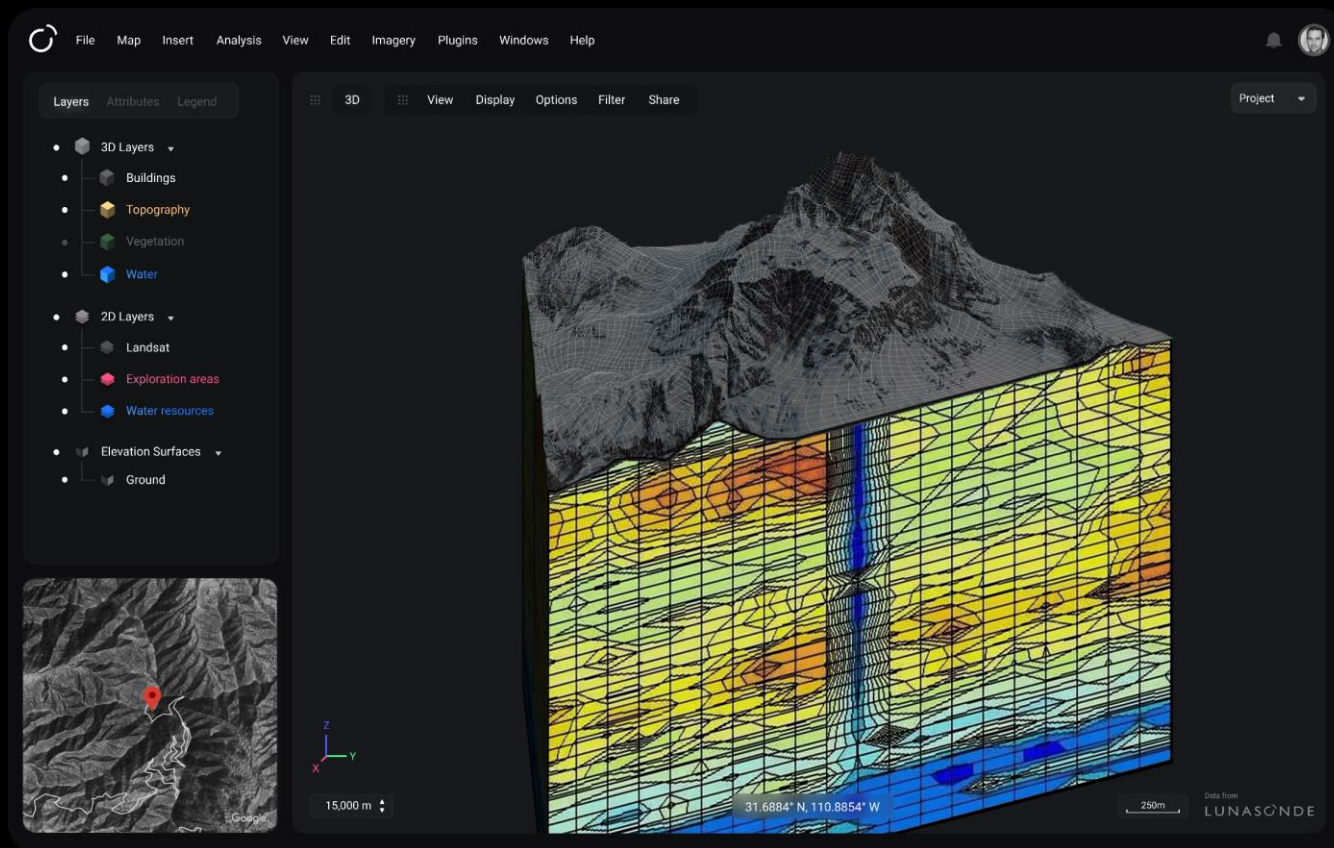 File Map Insert Analysis View Edit Imagery Plugins Windows Help
Layers Attributes Legend
3D Layers
Buildings
Topography
Vegetation
Water
2D Layers
Landsat
Exploration areas
Water resources
Elevation Surfaces
Ground
Google
3D View Display Options Filter Share
Project
Z
Y
X
15,000 m
31.6884° N, 110.8854° W
250m
Data from
LUNASONDE